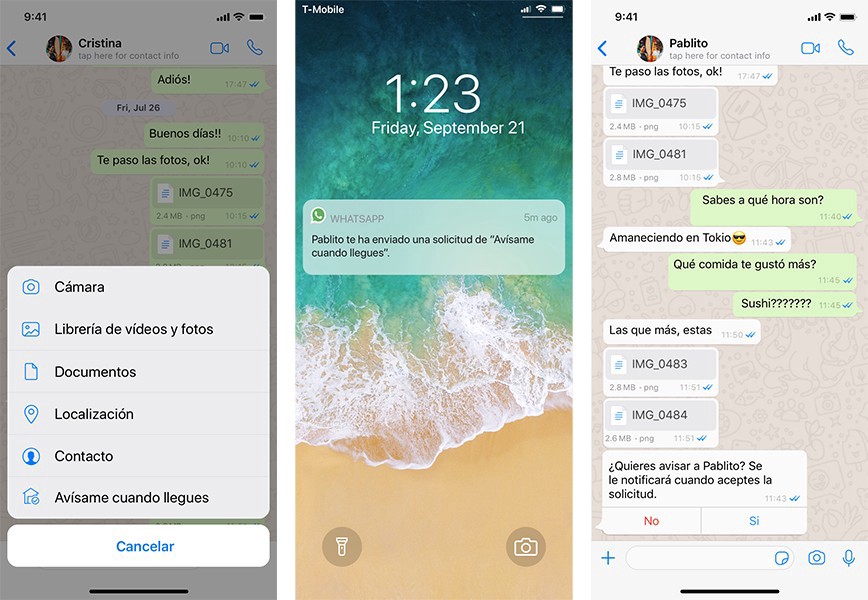 9:41
Cristina
tap here for contact info
Adiós!
17:47
Fri, Jul 26
Buenos días!!
10:10
Te paso las fotos, ok!
10:10
IMG_0475
2.4 MB • png
10:15
IMG_0481
Cámara
Librería de vídeos y fotos
Documentos
Localización
Contacto
Avísame cuando llegues
Cancelar
T-Mobile
1:23
Friday, September 21
WHATSAPP
5m ago
Pablito te ha enviado una solicitud de “Avísame
cuando llegues”.
9:41
Pablito
tap here for contact info
Te paso las fotos, ok!
17:47
IMG_0475
2.4 MB • png
10:15
IMG_0481
2.8 MB • png
10:15
Sabes a qué hora son?
11:40
Amaneciendo en Tokio😎
11:43
Qué comida te gustó más?
11:45
Sushi???????
11:45
Las que más, estas
11:50
IMG_0483
2.8 MB • png
11:51
IMG_0484
2.6 MB • png
11:51
¿Quieres avisar a Pablito? Se
le notificará cuando aceptes la
solicitud.
11:43
No
Si